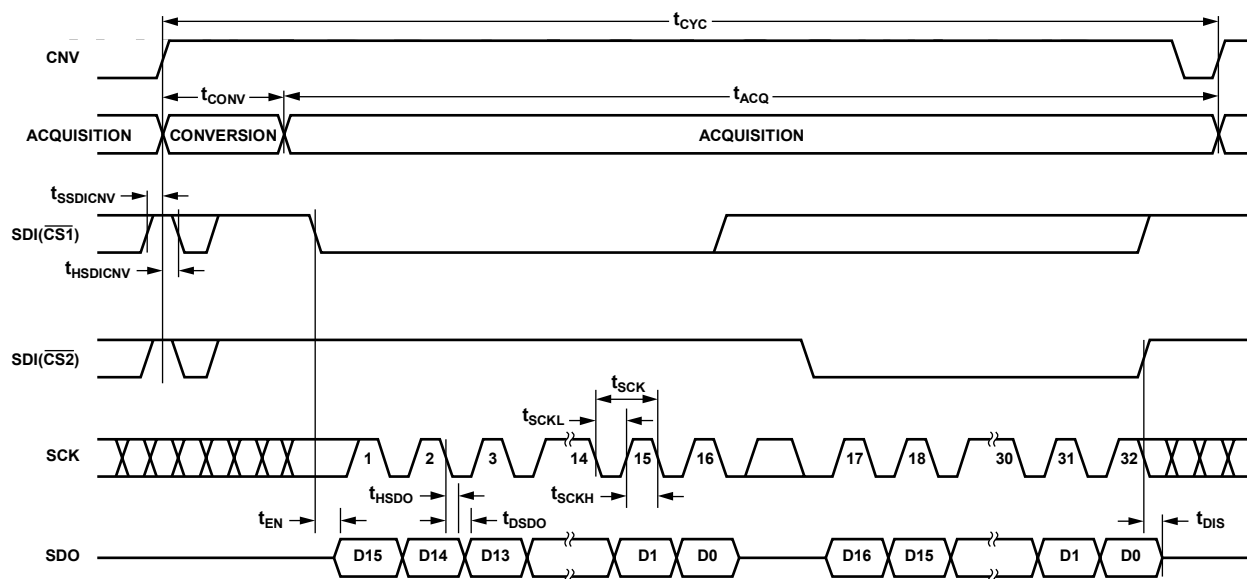 tCYC
CNV
tCONV
tACQ
ACQUISITION CONVERSION ACQUISITION
tSSDICNV
SDI(CS1)
tHSDICNV
SDI(CS2)
tSCK
tSCKL
SCK 1 2 3 14 15 16 17 18 30 31 32
tHSDO tSCKH
tEN tDSDO tDIS
SDO D15 D14 D13 D1 D0 D16 D15 D1 D0